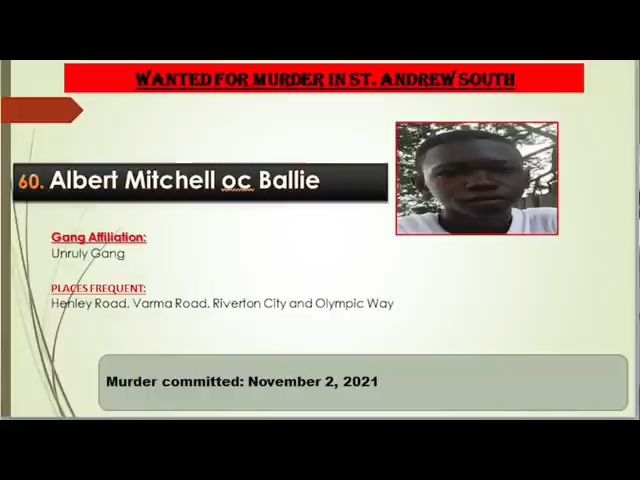 WANTED FOR MURDER IN ST. ANDREW SOUTH
60. Albert Mitchell oc Ballie
Gang Affiliation:
Unruly Gang
PLACES FREQUENT:
Henley Road, Varma Road, Riverton City and Olympic Way
Murder committed: November 2, 2021